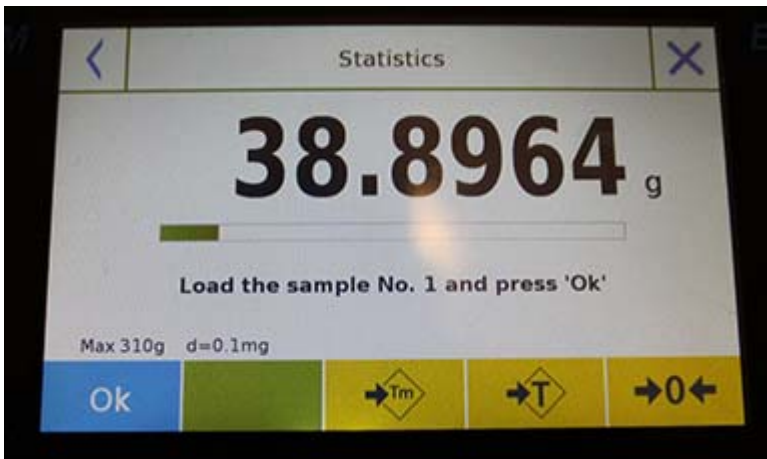 Statistics
38.8964 g
Load the sample No. 1 and press 'Ok'
Max 310g d=0.1mg
Ok Tm T 0